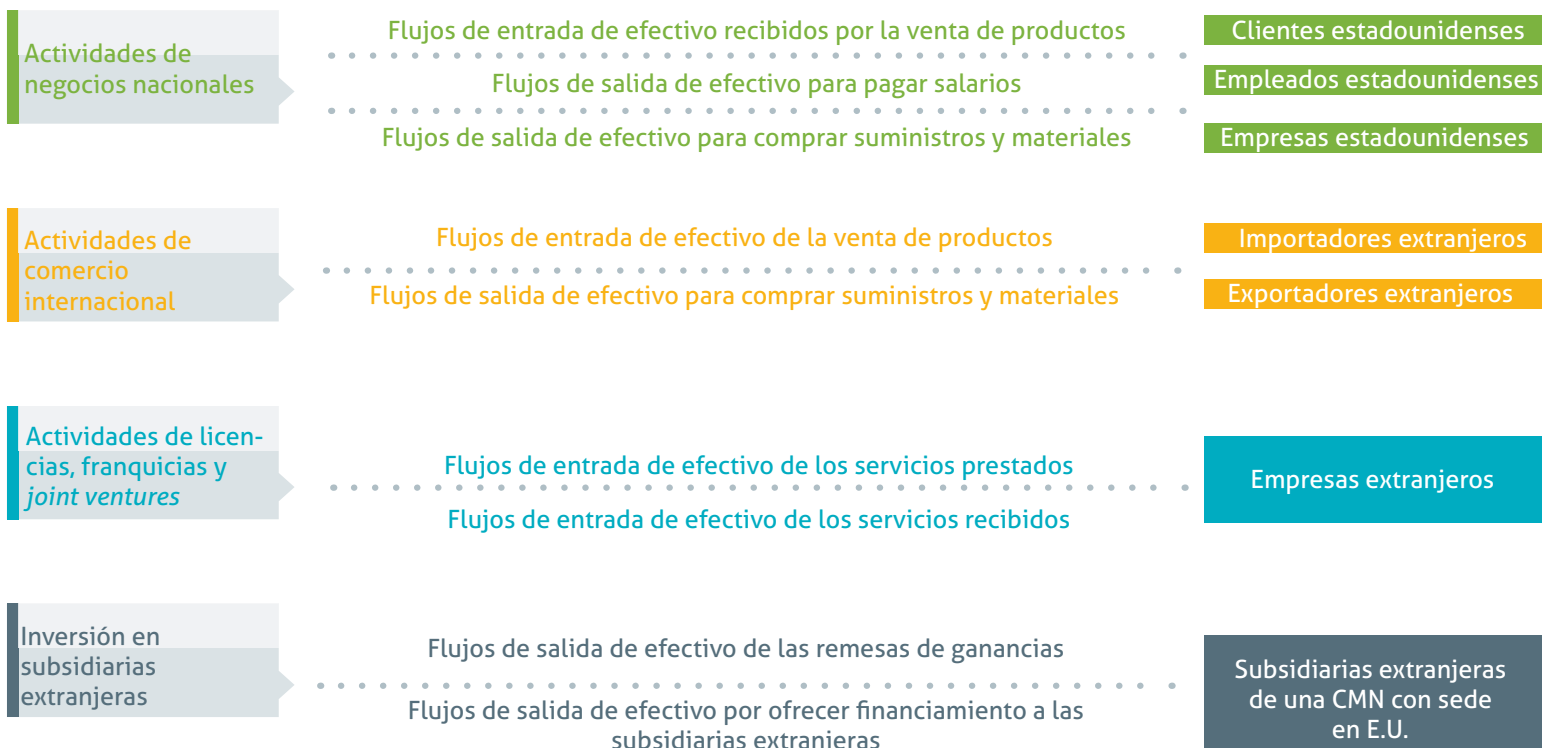 Actividades de
negocios nacionales
Flujos de entrada de efectivo recibidos por la venta de productos
Clientes estadounidenses
Flujos de salida de efectivo para pagar salarios
Empleados estadounidenses
Flujos de salida de efectivo para comprar suministros y materiales
Empresas estadounidenses
Actividades de
comercio
internacional
Flujos de entrada de efectivo de la venta de productos
Importadores extranjeros
Flujos de salida de efectivo para comprar suministros y materiales
Exportadores extranjeros
Actividades de licen-
cias, franquicias y
joint ventures
Flujos de entrada de efectivo de los servicios prestados
Flujos de entrada de efectivo de los servicios recibidos
Empresas extranjeros
Inversión en
subsidiarias
extranjeras
Flujos de salida de efectivo de las remesas de ganancias
Flujos de salida de efectivo por ofrecer financiamiento a las
subsidiarias extranjeras
Subsidiarias extranjeras
de una CMN con sede
en E.U.